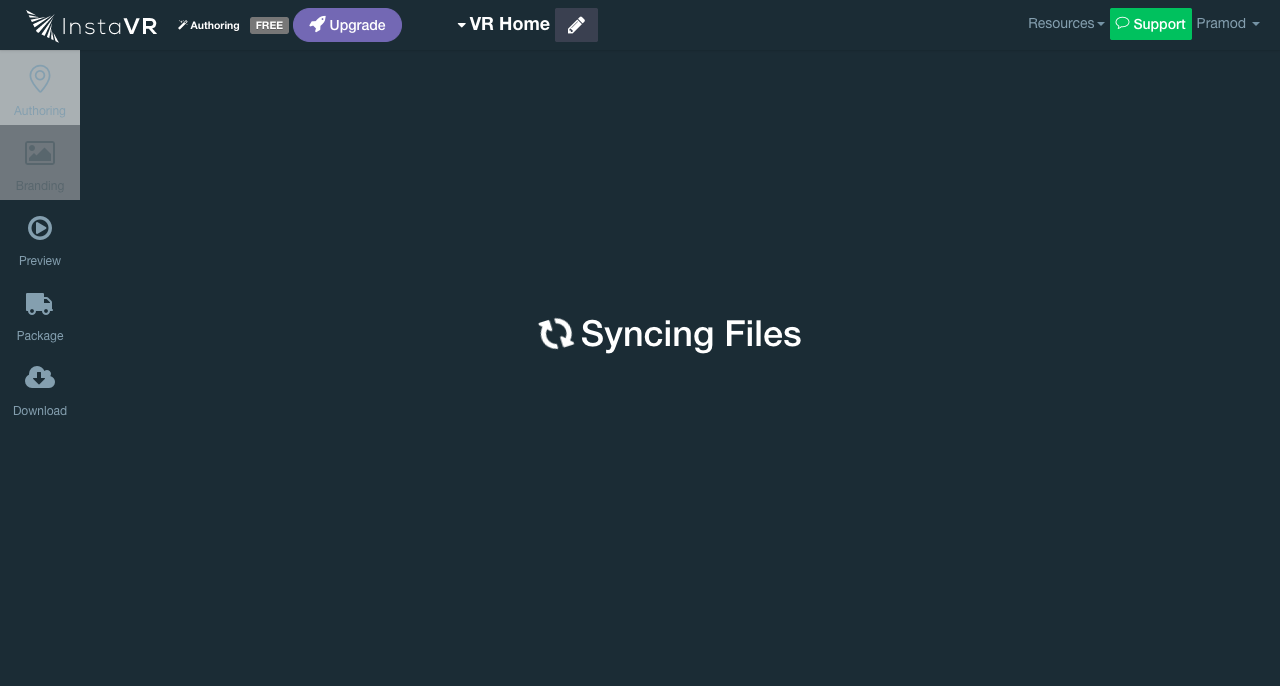 InstaVR
Authoring
FREE
Upgrade
VR Home
Resources
Support
Pramod
Authoring
Branding
Preview
Package
Download
Syncing Files